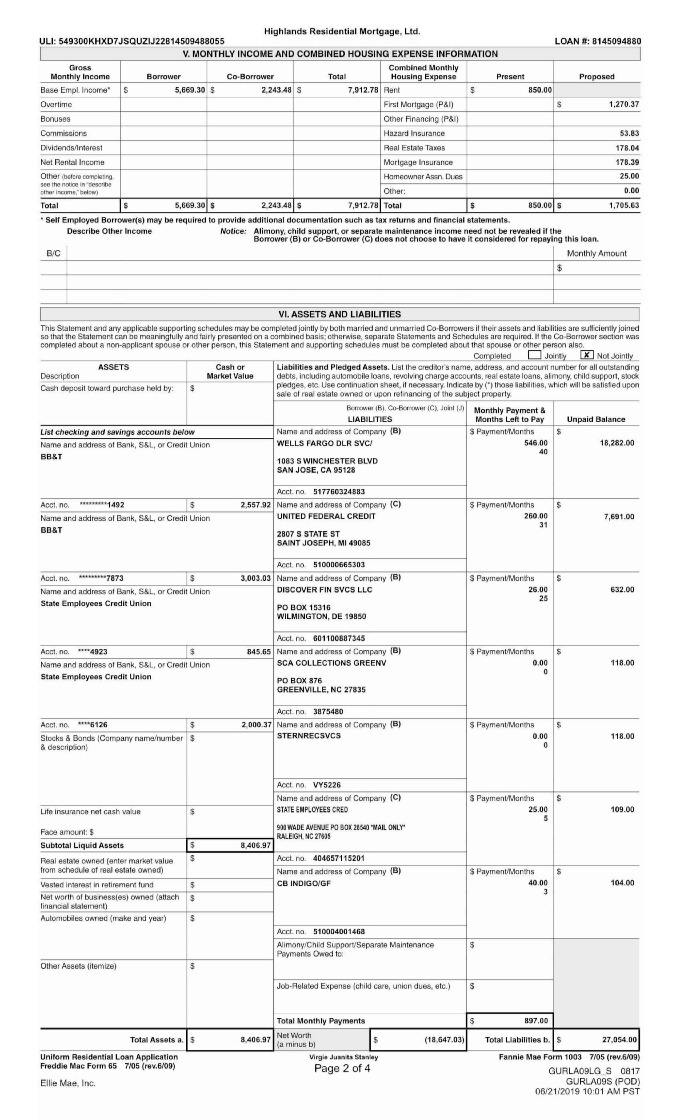 Highlands Residential Mortgage, Ltd.
ULI: 549300KHXD7JSQUZIJ22814509488055 LOAN #: 8145094880
V. MONTHLY INCOME AND COMBINED HOUSING EXPENSE INFORMATION
Gross Monthly Income Borrower Co-Borrower Total Combined Monthly Housing Expense Present Proposed
Base Empl. Income* $ 5,669.30 $ 2,243.48 $ 7,912.78 Rent $ 850.00
Overtime First Mortgage (P&I) $ 1,270.37
Bonuses Other Financing (P&I)
Commissions Hazard Insurance 53.83
Dividends/Interest Real Estate Taxes 178.04
Net Rental Income Mortgage Insurance 178.39
Other (before completing, see the notice in "describe other income," below) Homeowner Assn. Dues 25.00
Other: 0.00
Total $ 5,669.30 $ 2,243.48 $ 7,912.78 Total $ 850.00 $ 1,705.63
* Self Employed Borrower(s) may be required to provide additional documentation such as tax returns and financial statements.
Describe Other Income Notice: Alimony, child support, or separate maintenance income need not be revealed if the
Borrower (B) or Co-Borrower (C) does not choose to have it considered for repaying this loan.
B/C Monthly Amount
$
VI. ASSETS AND LIABILITIES
This Statement and any applicable supporting schedules may be completed jointly by both married and unmarried Co-Borrowers if their assets and liabilities are sufficiently joined
so that the Statement can be meaningfully and fairly presented on a combined basis; otherwise, separate Statements and Schedules are required. If the Co-Borrower section was
completed about a non-applicant spouse or other person, this Statement and supporting schedules must be completed about that spouse or other person also.
Completed Jointly X Not Jointly
ASSETS Cash or Market Value
Description
Cash deposit toward purchase held by: $
Liabilities and Pledged Assets. List the creditor's name, address, and account number for all outstanding
debts, including automobile loans, revolving charge accounts, real estate loans, alimony, child support, stock
pledges, etc. Use continuation sheet, if necessary. Indicate by (*) those liabilities, which will be satisfied upon
sale of real estate owned or upon refinancing of the subject property.
Borrower (B), Co-Borrower (C), Joint (J)
LIABILITIES Monthly Payment & Months Left to Pay Unpaid Balance
List checking and savings accounts below Name and address of Company (B) $ Payment/Months $
Name and address of Bank, S&L, or Credit Union WELLS FARGO DLR SVC/ 546.00 18,282.00
40
BB&T
1083 S WINCHESTER BLVD
SAN JOSE, CA 95128
Acct. no. 517760324883
Acct. no. *********1492 $ 2,557.92 Name and address of Company (C) $ Payment/Months $
Name and address of Bank, S&L, or Credit Union UNITED FEDERAL CREDIT 260.00 7,691.00
31
BB&T
2807 S STATE ST
SAINT JOSEPH, MI 49085
Acct. no. 510000665303
Acct. no. *********7873 $ 3,003.03 Name and address of Company (B) $ Payment/Months $
Name and address of Bank, S&L, or Credit Union DISCOVER FIN SVCS LLC 26.00 632.00
25
State Employees Credit Union
PO BOX 15316
WILMINGTON, DE 19850
Acct. no. 601100887345
Acct. no. ****4923 $ 845.65 Name and address of Company (B) $ Payment/Months $
Name and address of Bank, S&L, or Credit Union SCA COLLECTIONS GREENV 0.00 118.00
0
State Employees Credit Union
PO BOX 876
GREENVILLE, NC 27835
Acct. no. 3875480
Acct. no. ****6126 $ 2,000.37 Name and address of Company (B) $ Payment/Months $
Stocks & Bonds (Company name/number & description) $ STERNRECSVCS 0.00 118.00
0
Acct. no. VY5226
Name and address of Company (C) $ Payment/Months $
Life insurance net cash value $ STATE EMPLOYEES CRED 25.00 109.00
5
Face amount: $
900 WADE AVENUE PO BOX 26540 *MAIL ONLY*
RALEIGH, NC 27605
Subtotal Liquid Assets $ 8,406.97
Acct. no. 404657115201
Real estate owned (enter market value from schedule of real estate owned) $ Name and address of Company (B) $ Payment/Months $
Vested interest in retirement fund $ CB INDIGO/GF 40.00 104.00
3
Net worth of business(es) owned (attach financial statement) $
Automobiles owned (make and year) $
Acct. no. 510004001468
Alimony/Child Support/Separate Maintenance Payments Owed to: $
Other Assets (itemize) $
Job-Related Expense (child care, union dues, etc.) $
Total Monthly Payments $ 897.00
Total Assets a. $ 8,406.97 Net Worth (a minus b) $ (18,647.03) Total Liabilities b. $ 27,054.00
Uniform Residential Loan Application Virgie Juanita Stanley Fannie Mae Form 1003 7/05 (rev.6/09)
Freddie Mac Form 65 7/05 (rev.6/09) Page 2 of 4
GURLA09LG_S 0817
Ellie Mae, Inc. GURLA09S (POD)
06/21/2019 10:01 AM PST